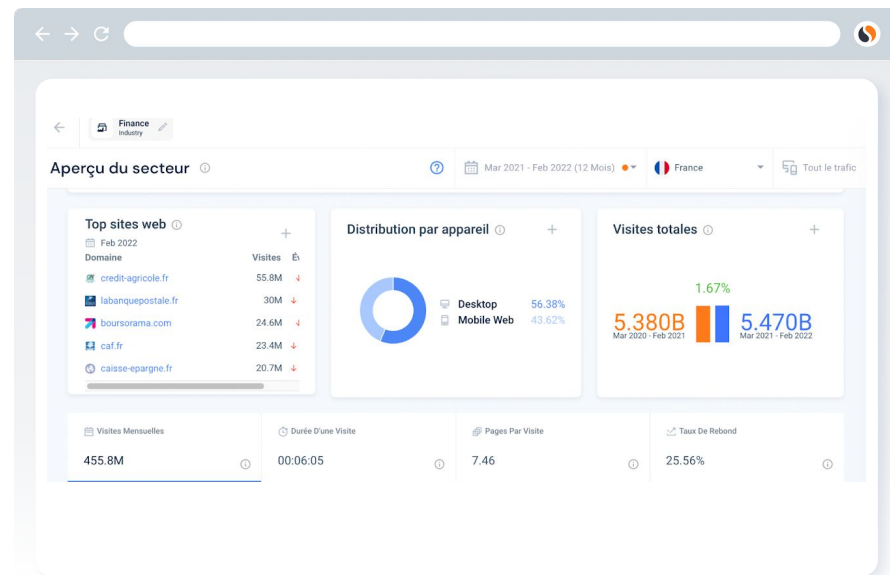 Finance
Industry
Aperçu du secteur
Mar 2021 - Feb 2022 (12 Mois)
France
Tout le trafic
Top sites web
Feb 2022
Domaine Visites
credit-agricole.fr 55.8M
labanquepostale.fr 30M
boursorama.com 24.6M
caf.fr 23.4M
caisse-epargne.fr 20.7M
Distribution par appareil
Desktop 56.38%
Mobile Web 43.62%
Visites totales
1.67%
5.380B 5.470B
Mar 2020 - Feb 2021 Mar 2021 - Feb 2022
Visites Mensuelles
455.8M
Durée D'une Visite
00:06:05
Pages Par Visite
7.46
Taux De Rebond
25.56%